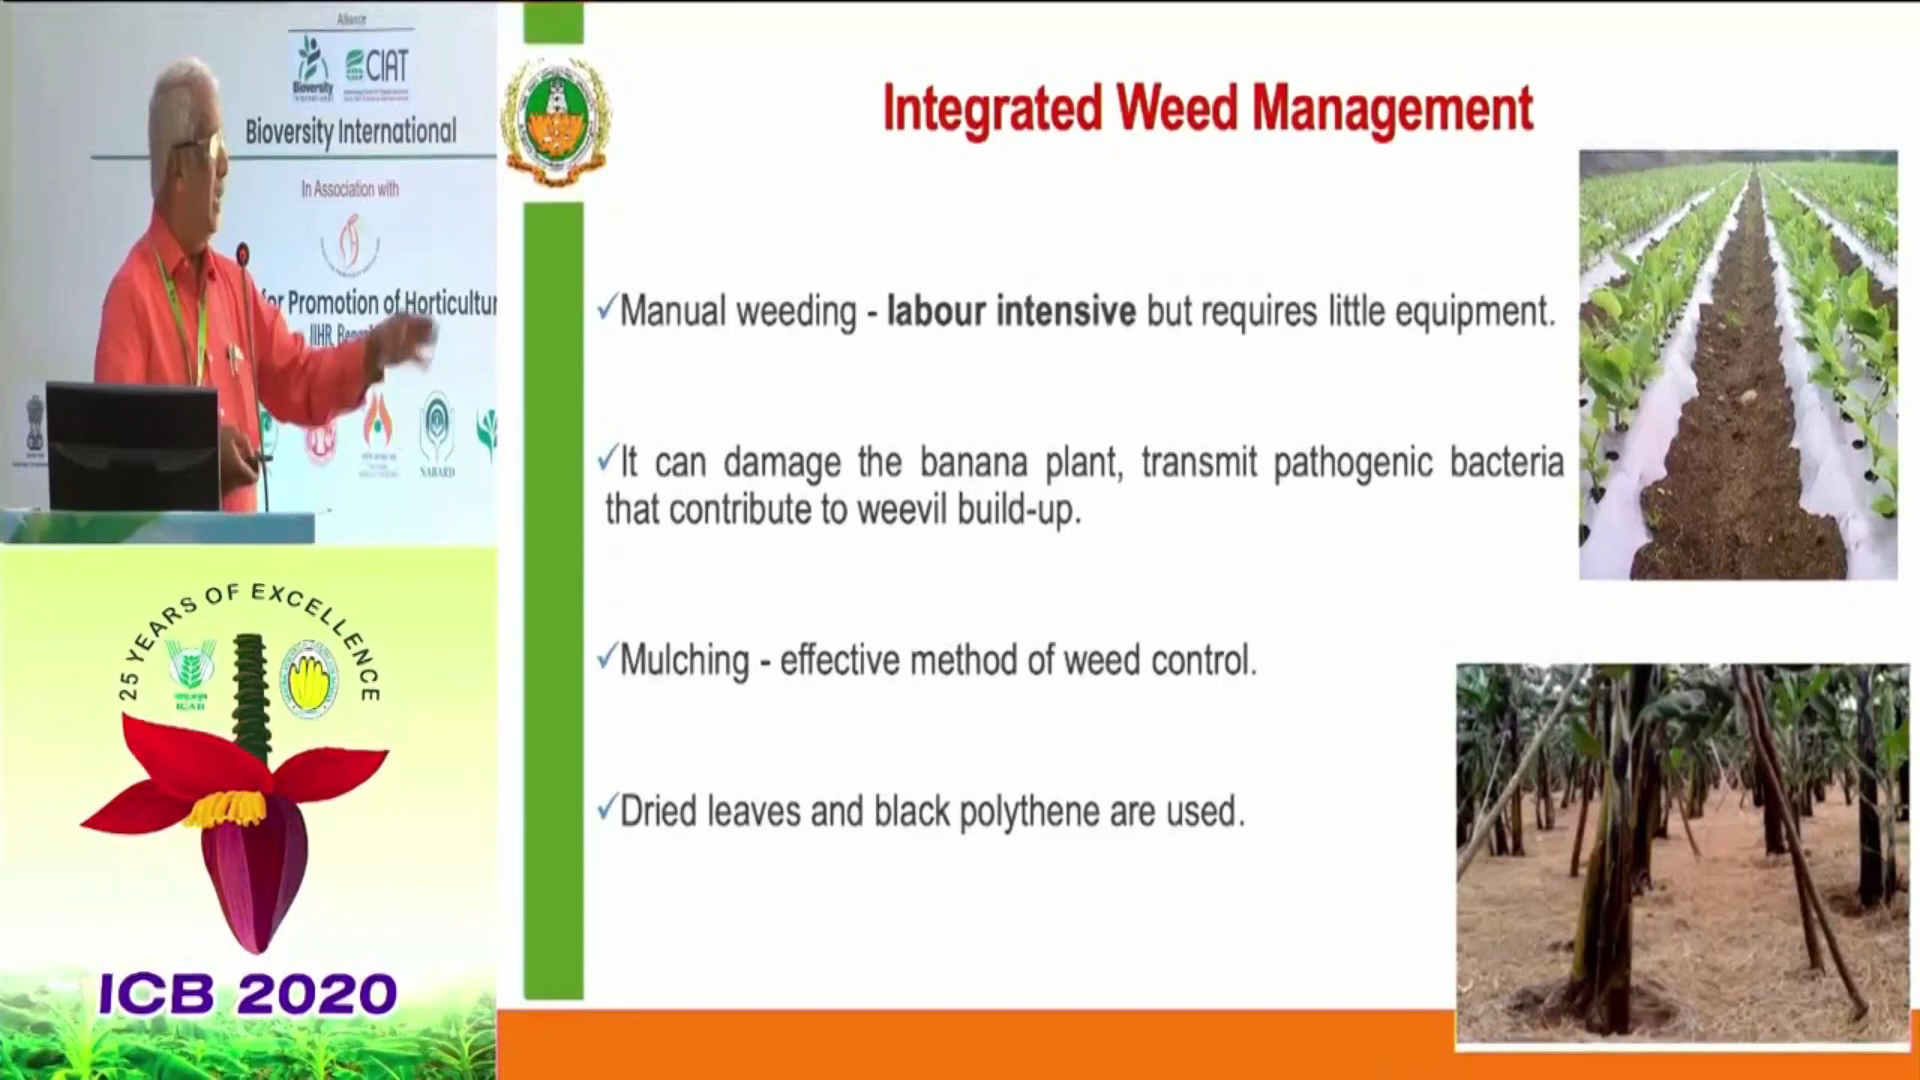 Alliance
Bioversity
INTERNATIONAL
CIAT
Bioversity International
In Association with
for Promotion of Horticultur
IIHR,
NABARD
25 YEARS OF EXCELLENCE
ICAR
ICB 2020
Integrated Weed Management
✓Manual weeding - labour intensive but requires little equipment.
✓It can damage the banana plant, transmit pathogenic bacteria
that contribute to weevil build-up.
✓Mulching - effective method of weed control.
✓Dried leaves and black polythene are used.